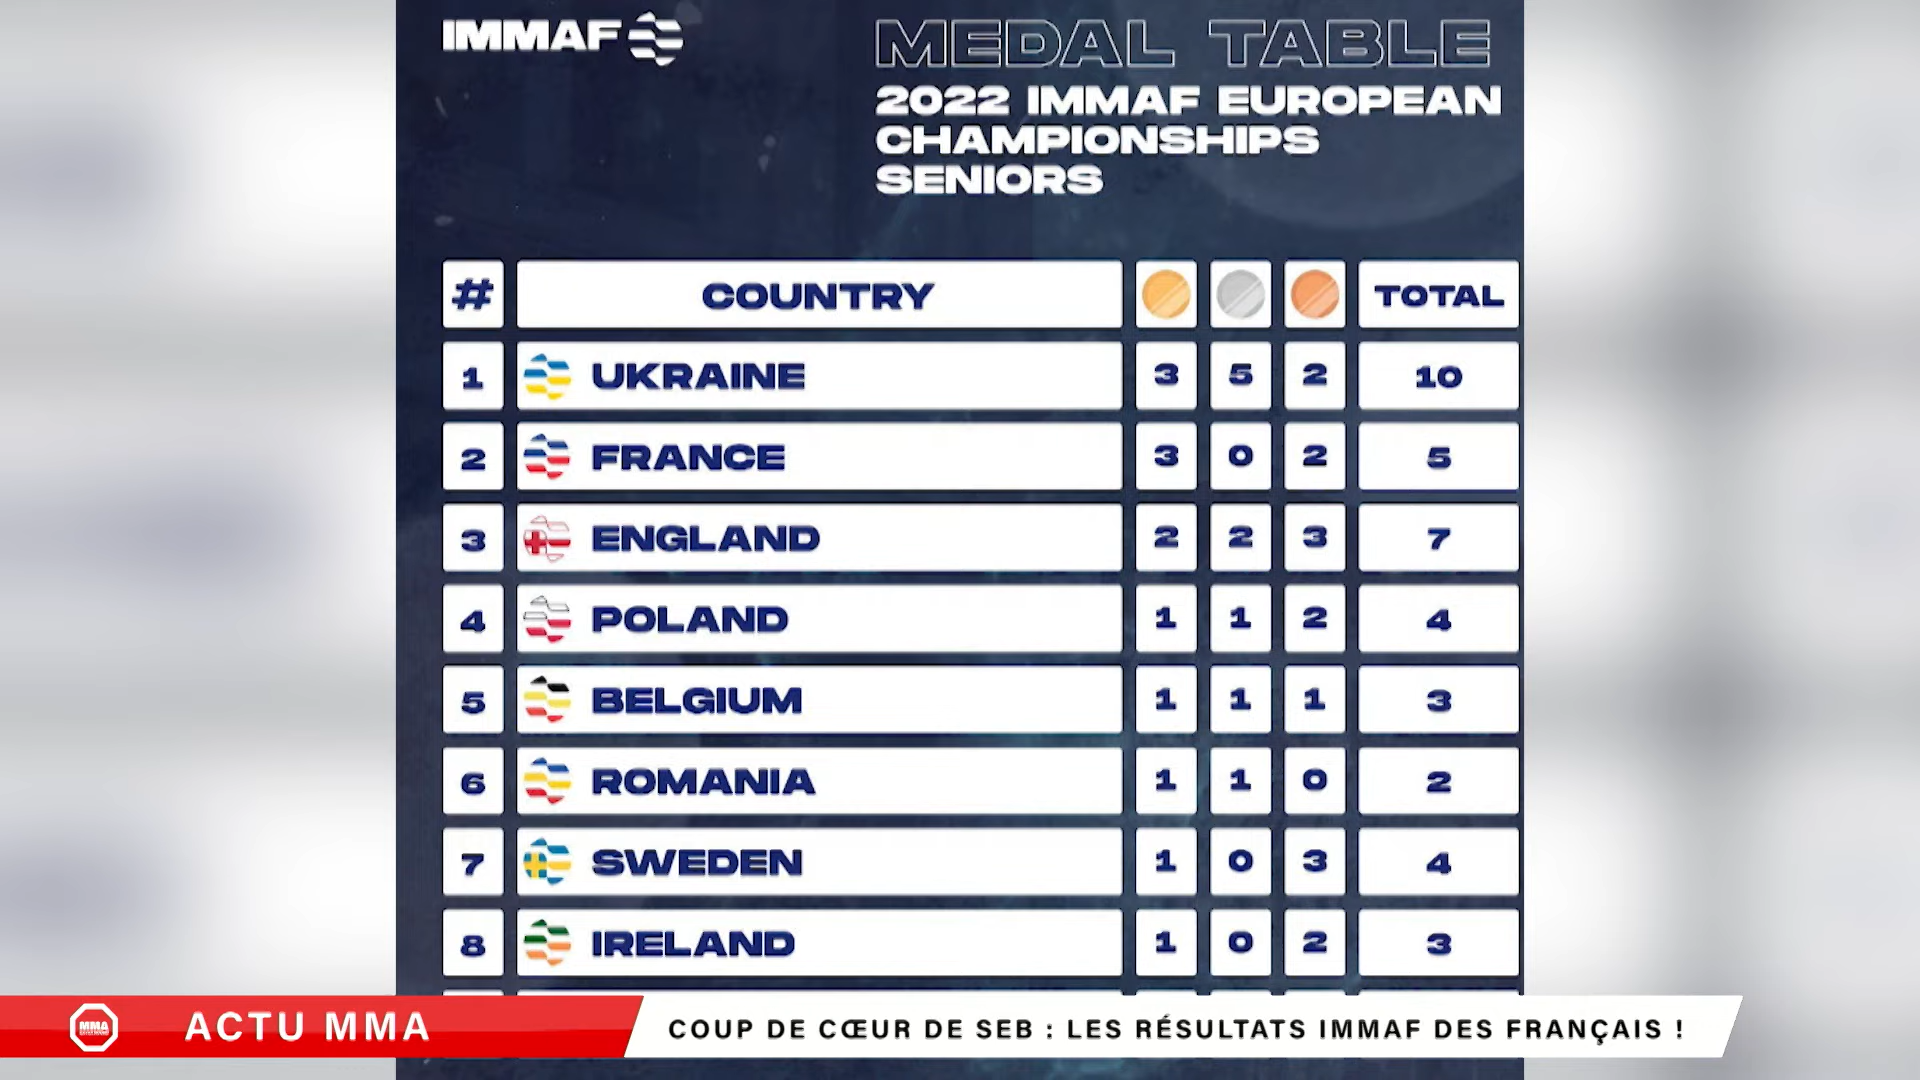 IMMAF
MEDAL TABLE
2022 IMMAF EUROPEAN
CHAMPIONSHIPS
SENIORS
# COUNTRY TOTAL
1 UKRAINE 3 5 2 10
2 FRANCE 3 0 2 5
3 ENGLAND 2 2 3 7
4 POLAND 1 1 2 4
5 BELGIUM 1 1 1 3
6 ROMANIA 1 1 0 2
7 SWEDEN 1 0 3 4
8 IRELAND 1 0 2 3
MMA
ACTU MMA
COUP DE CŒUR DE SEB : LES RÉSULTATS IMMAF DES FRANÇAIS !